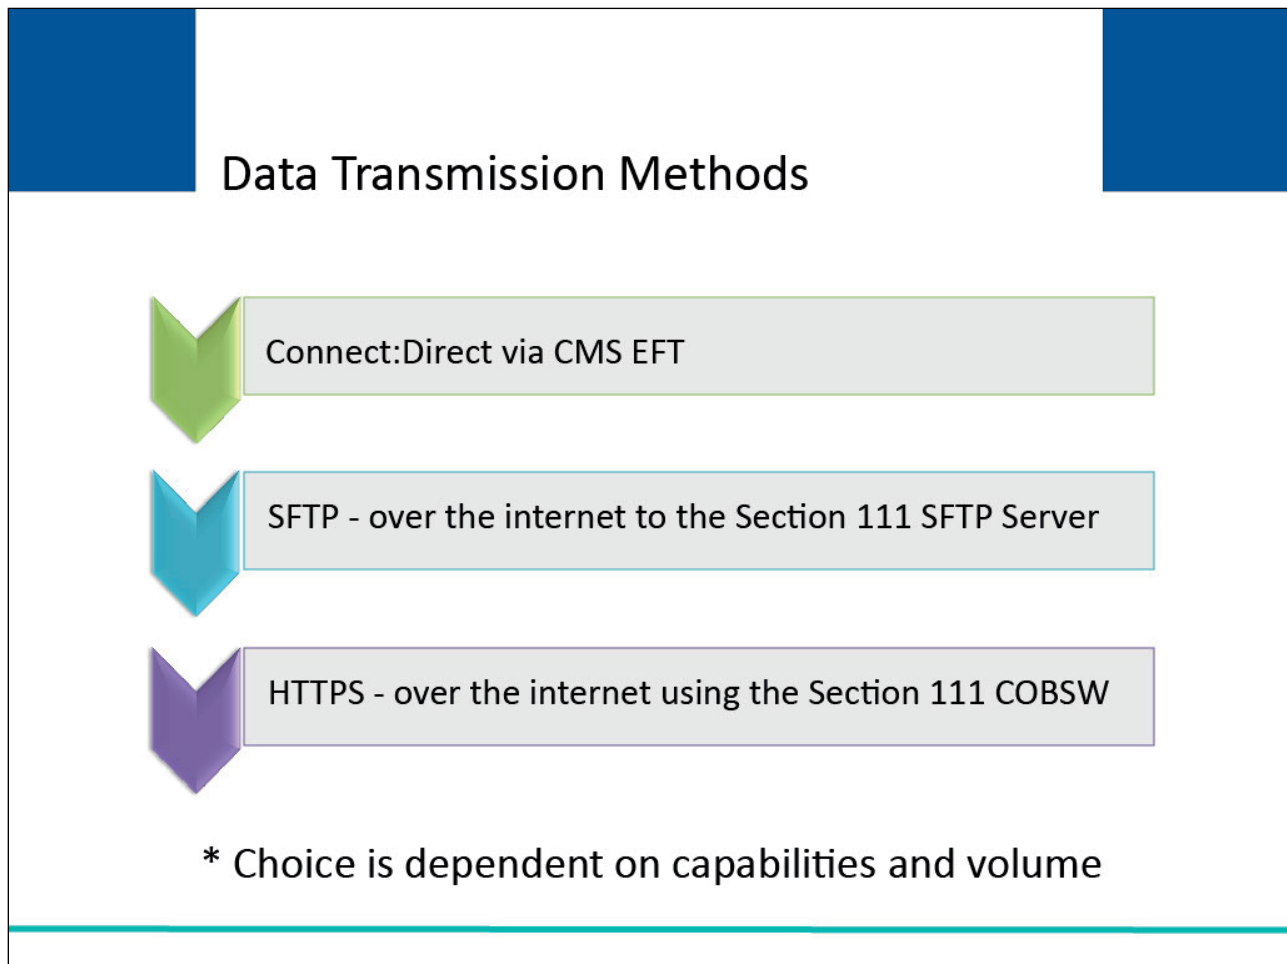 Data Transmission Methods
Connect:Direct via CMS EFT
SFTP - over the internet to the Section 111 SFTP Server
HTTPS - over the internet using the Section 111 COBSW
* Choice is dependent on capabilities and volume